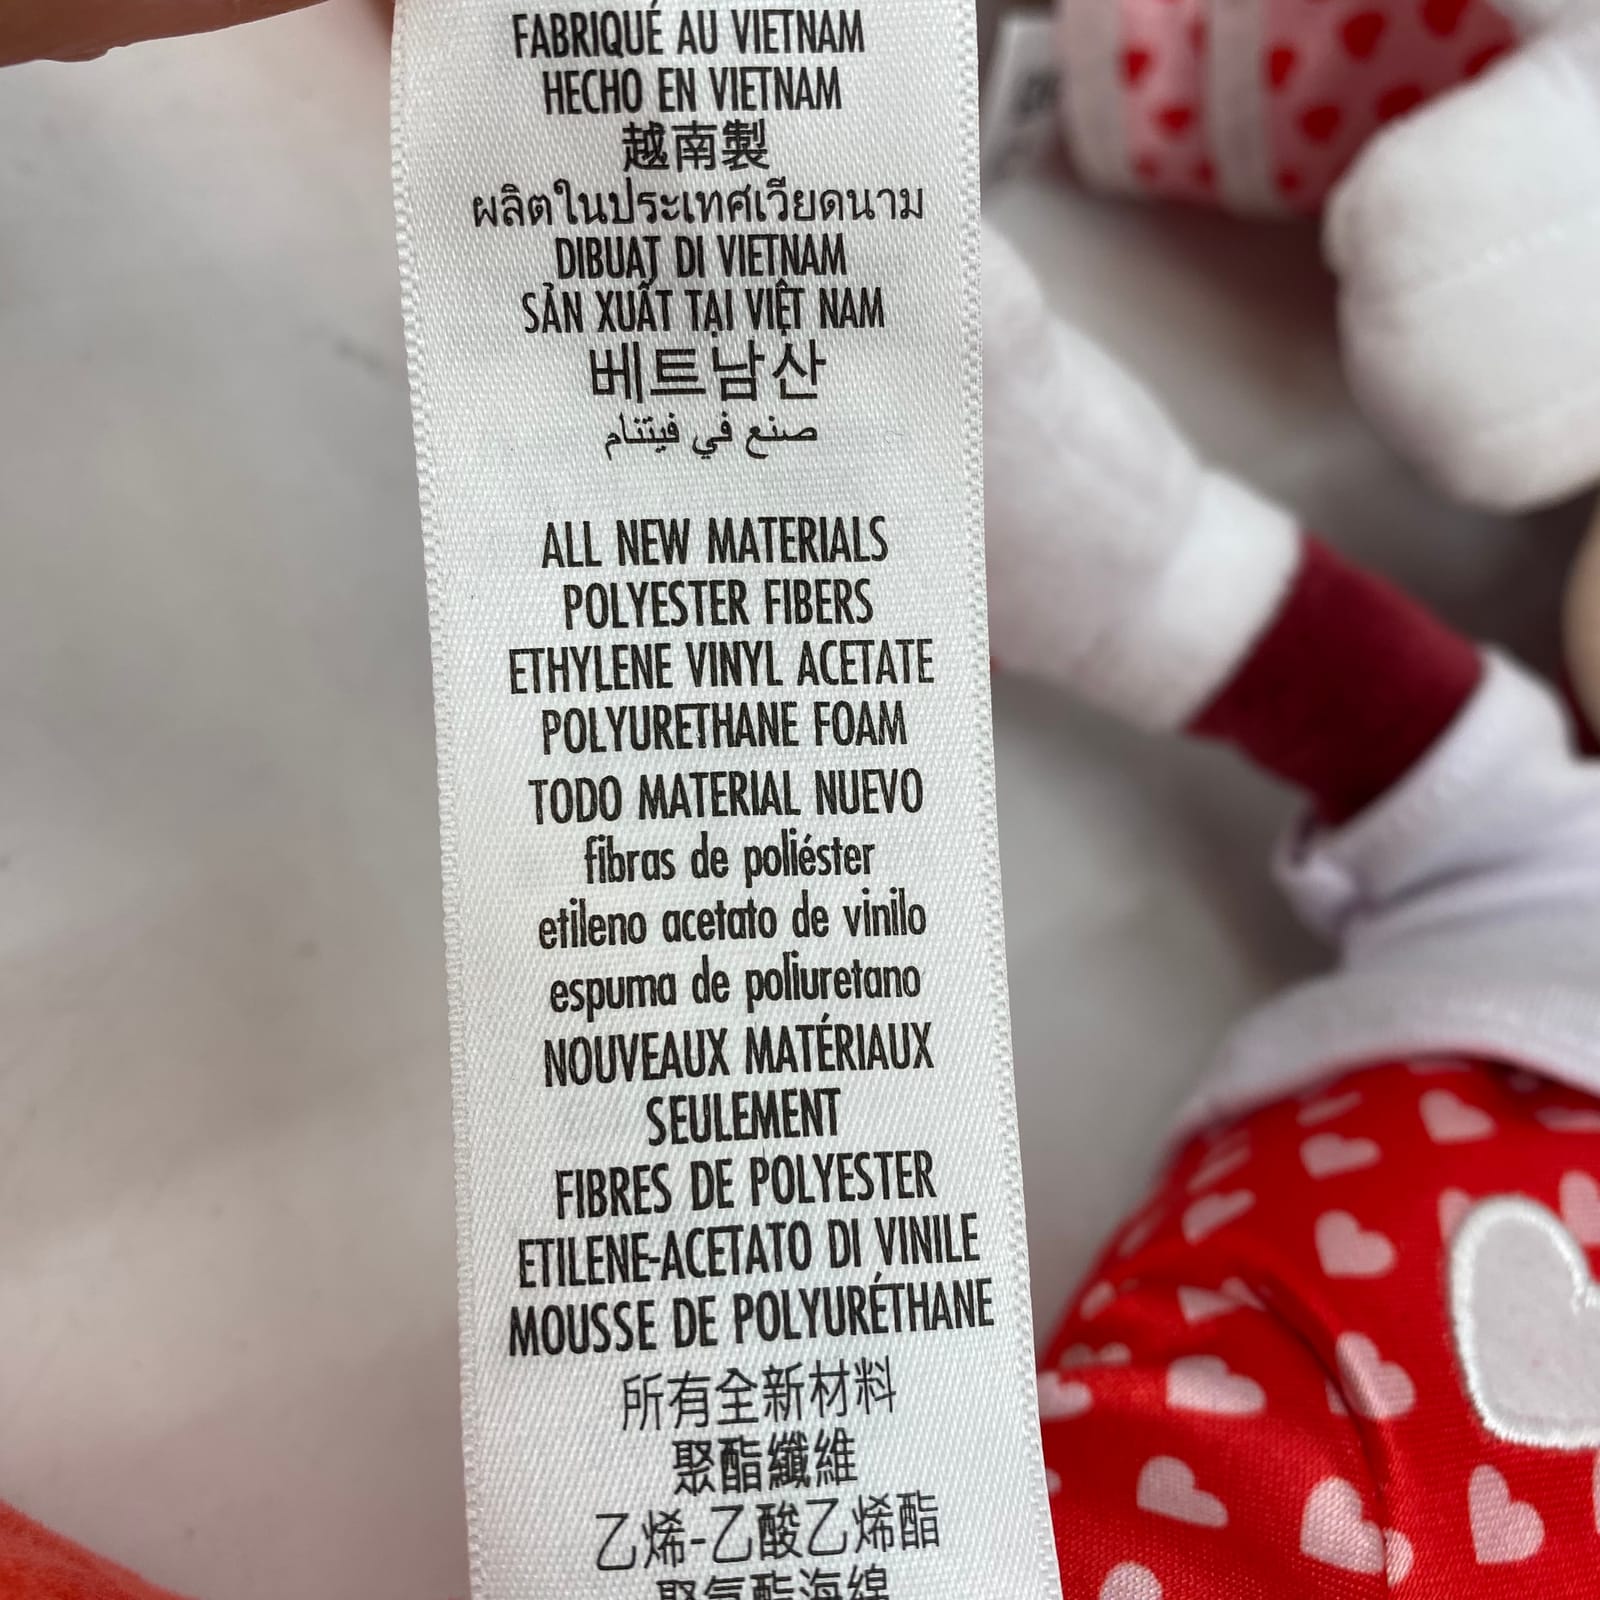 FABRIQUÉ AU VIETNAM
HECHO EN VIETNAM
越南製
ผลิตในประเทศเวียดนาม
DIBUAT DI VIETNAM
SẢN XUẤT TẠI VIỆT NAM
베트남산
صنع في فيتنام
ALL NEW MATERIALS
POLYESTER FIBERS
ETHYLENE VINYL ACETATE
POLYURETHANE FOAM
TODO MATERIAL NUEVO
fibras de poliéster
etileno acetato de vinilo
espuma de poliuretano
NOUVEAUX MATÉRIAUX
SEULEMENT
FIBRES DE POLYESTER
ETILENE-ACETATO DI VINILE
MOUSSE DE POLYURÉTHANE
所有全新材料
聚酯纖維
乙烯-乙酸乙烯酯
聚氨酯海綿